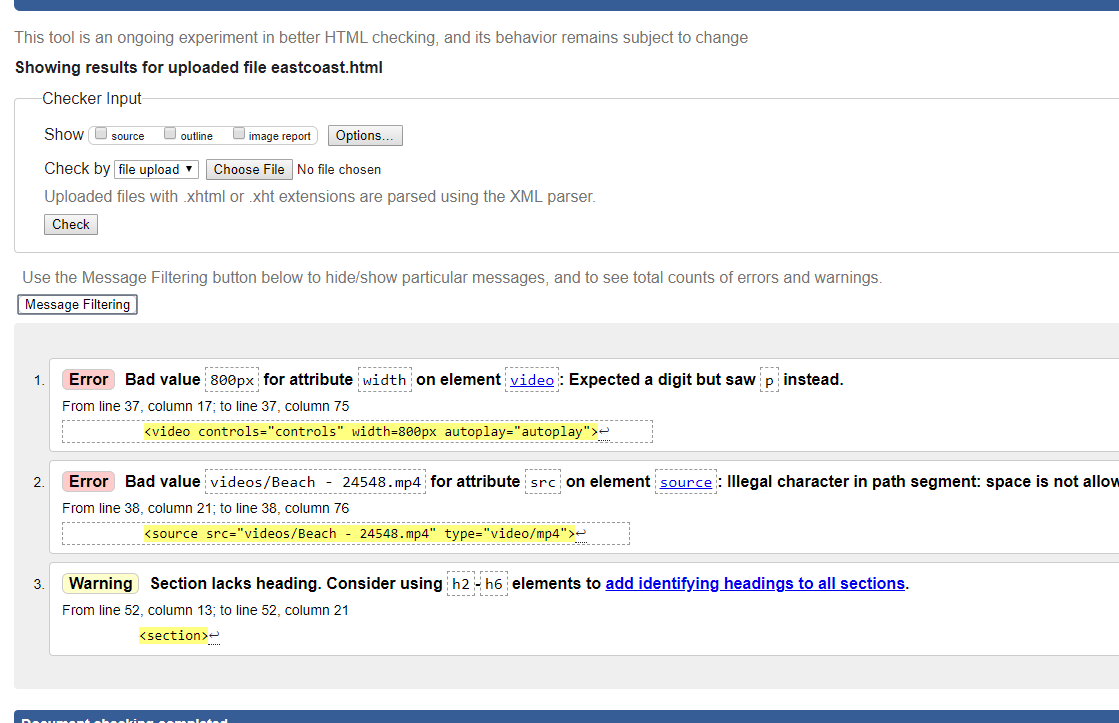 This tool is an ongoing experiment in better HTML checking, and its behavior remains subject to change
Showing results for uploaded file eastcoast.html
Checker Input
Show source outline image report Options...
Check by file upload ▼ Choose File No file chosen
Uploaded files with .xhtml or .xht extensions are parsed using the XML parser.
Check
Use the Message Filtering button below to hide/show particular messages, and to see total counts of errors and warnings.
Message Filtering
1. Error Bad value 800px for attribute width on element video: Expected a digit but saw p instead.
From line 37, column 17; to line 37, column 75
<video controls="controls" width=800px autoplay="autoplay">↩
2. Error Bad value videos/Beach - 24548.mp4 for attribute src on element source: Illegal character in path segment: space is not allow
From line 38, column 21; to line 38, column 76
<source src="videos/Beach - 24548.mp4" type="video/mp4">↩
3. Warning Section lacks heading. Consider using h2-h6 elements to add identifying headings to all sections.
From line 52, column 13; to line 52, column 21
<section>↩
Document checking completed.